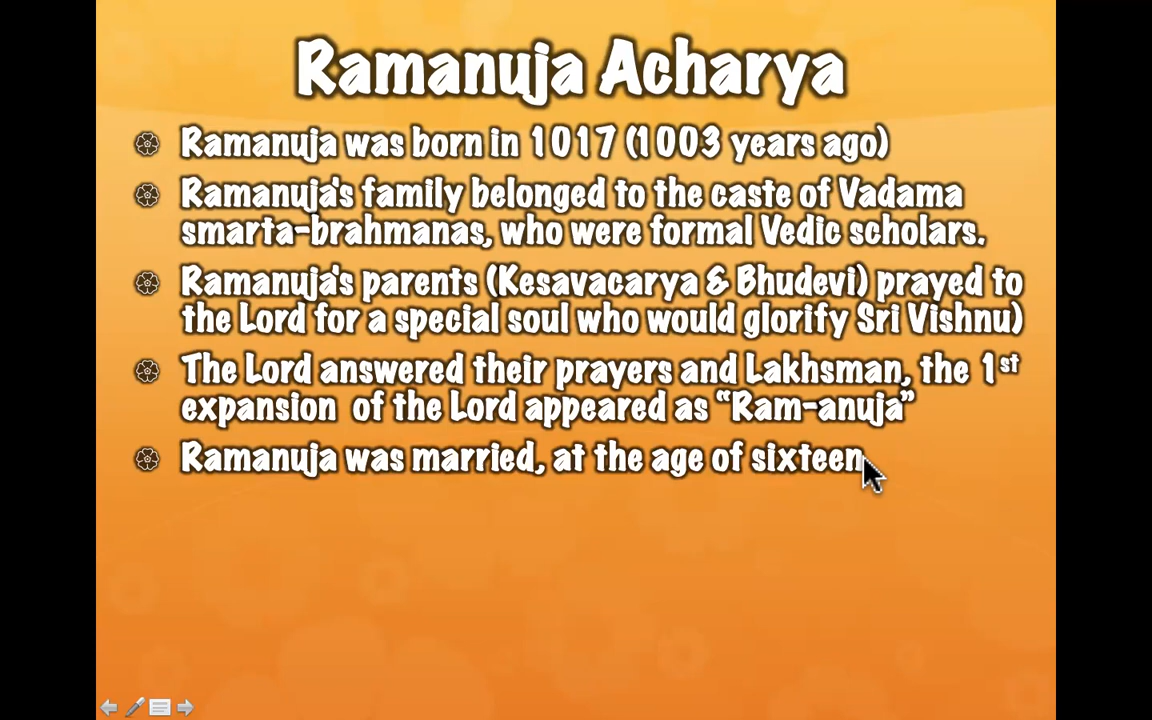 Ramanuja Acharya
Ramanuja was born in 1017 (1003 years ago)
Ramanuja's family belonged to the caste of Vadama
smarta-brahmanas, who were formal Vedic scholars.
Ramanuja's parents (Kesavacarya & Bhudevi) prayed to
the Lord for a special soul who would glorify Sri Vishnu)
The Lord answered their prayers and Lakhsman, the 1st
expansion of the Lord appeared as “Ram-anuja”
Ramanuja was married, at the age of sixteen